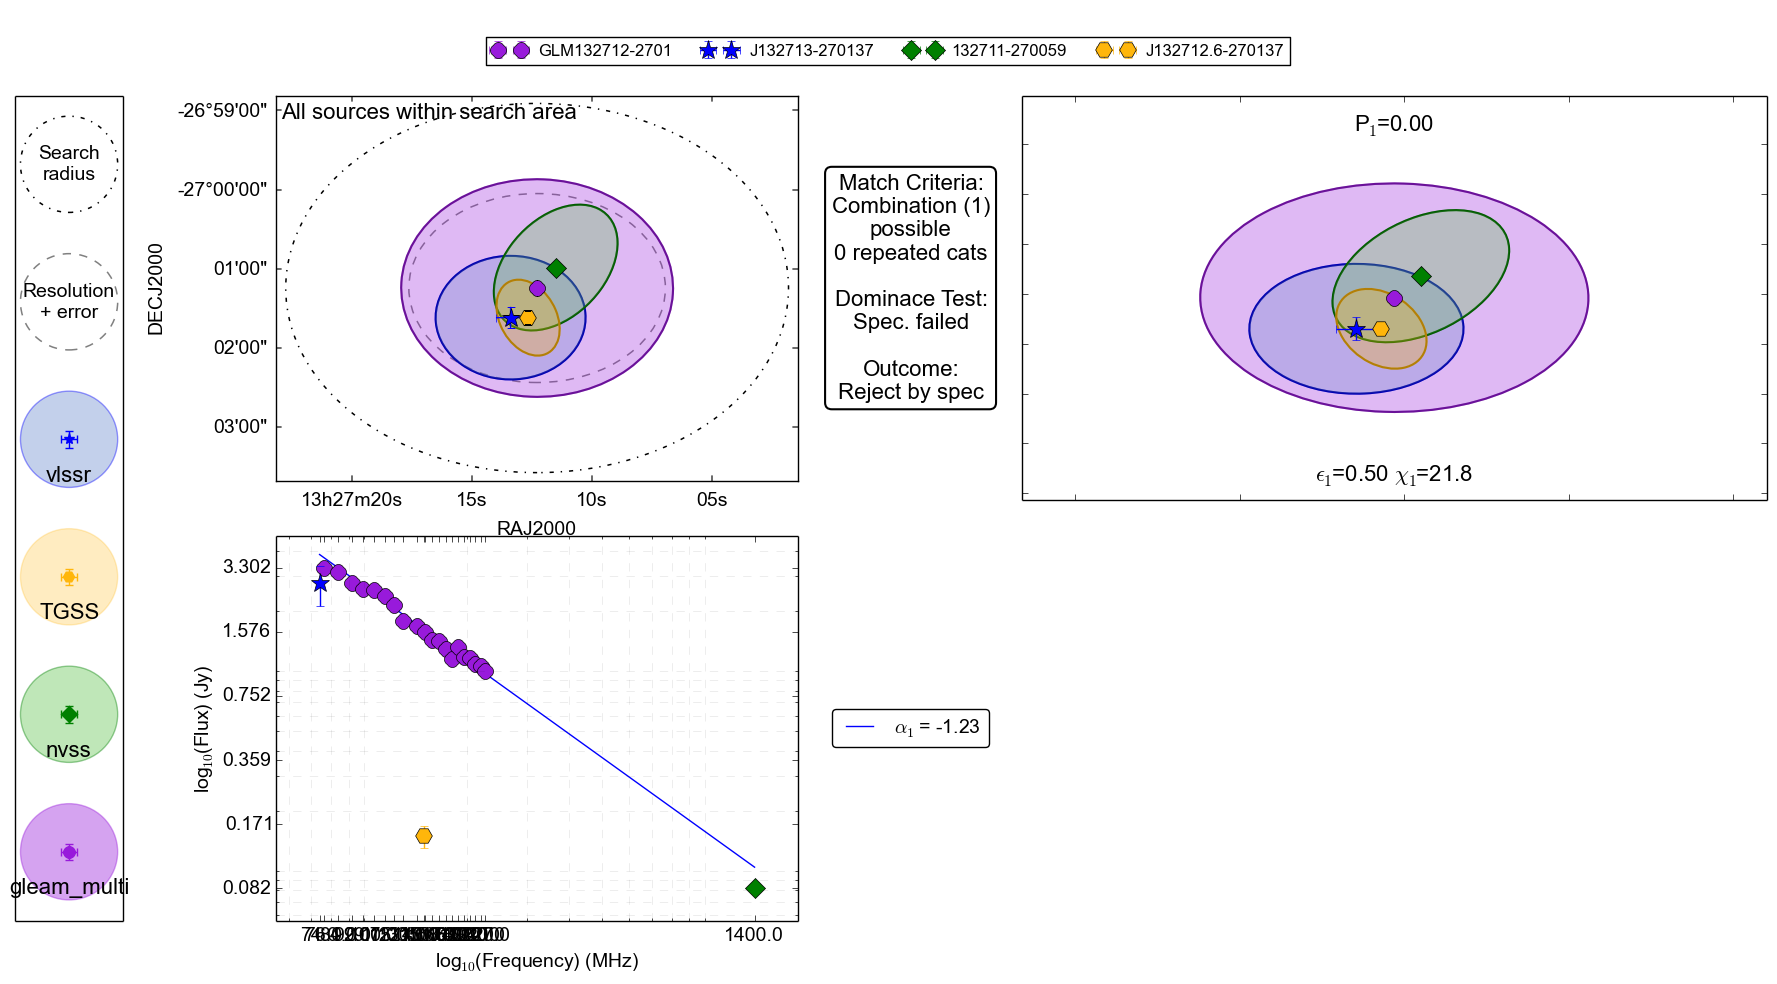 GLM132712-2701 J132713-270137 132711-270059 J132712.6-270137
Search
radius
Resolution
+ error
vlssr
TGSS
nvss
gleam_multi
All sources within search area
DECJ2000
-26°59'00"
-27°00'00"
01'00"
02'00"
03'00"
13h27m20s 15s 10s 05s
RAJ2000
Match Criteria:
Combination (1)
possible
0 repeated cats
Dominace Test:
Spec. failed
Outcome:
Reject by spec
P₁=0.00
ϵ₁=0.50 χ₁=21.8
log₁₀(Flux) (Jy)
3.302
1.576
0.752
0.359
0.171
0.082
1400.0
log₁₀(Frequency) (MHz)
α₁ = -1.23